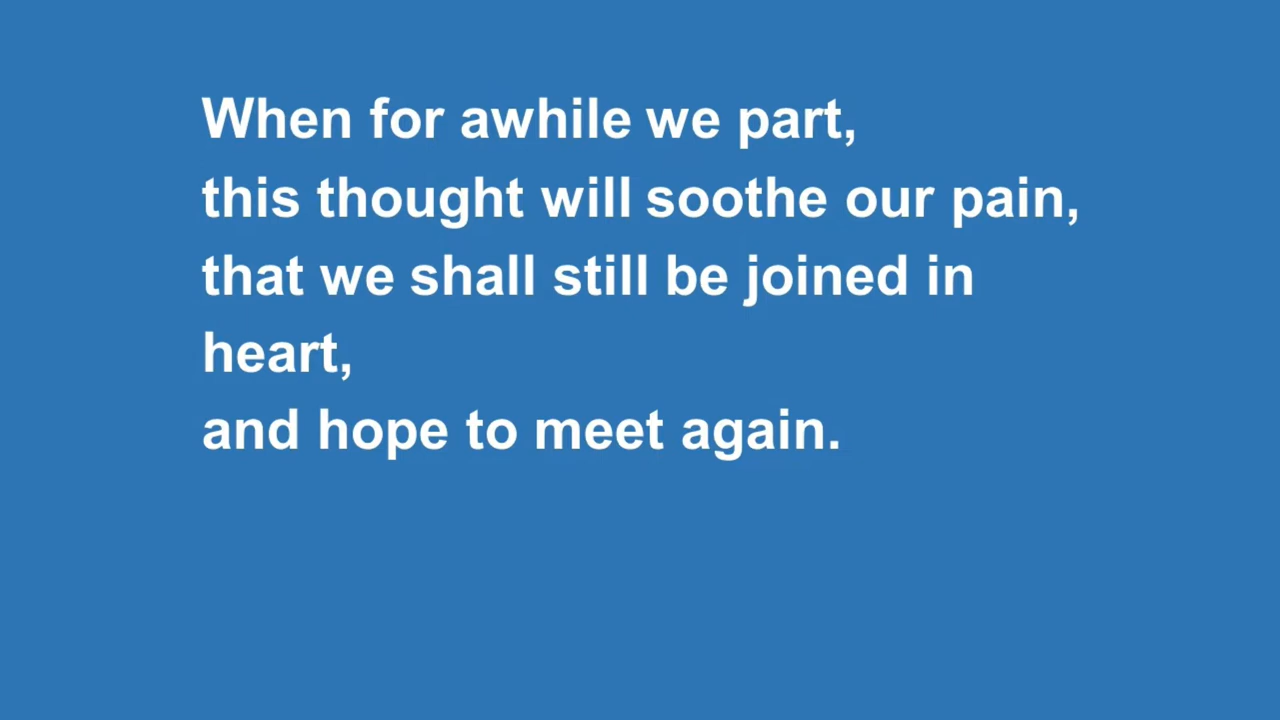 When for awhile we part,
this thought will soothe our pain,
that we shall still be joined in
heart,
and hope to meet again.